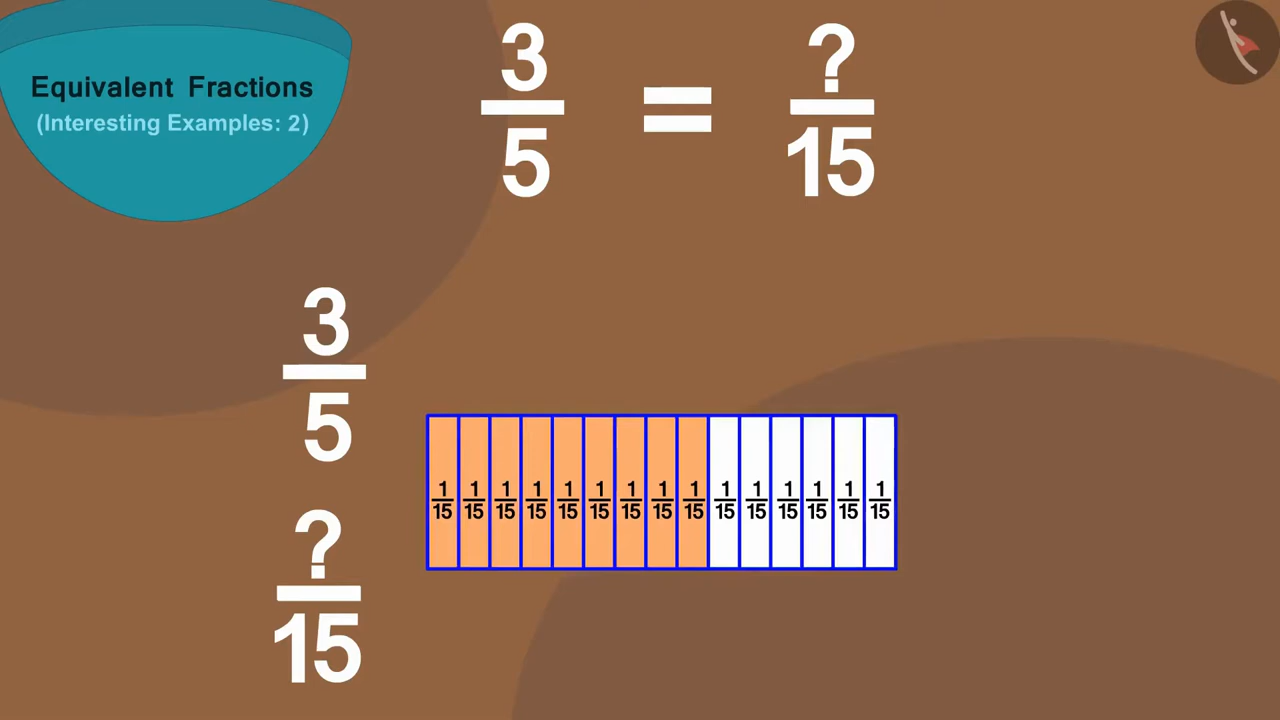 Equivalent Fractions
(Interesting Examples: 2)
3/5 = ?/15
3/5
1/15 1/15 1/15 1/15 1/15 1/15 1/15 1/15 1/15 1/15 1/15 1/15 1/15 1/15 1/15
?/15